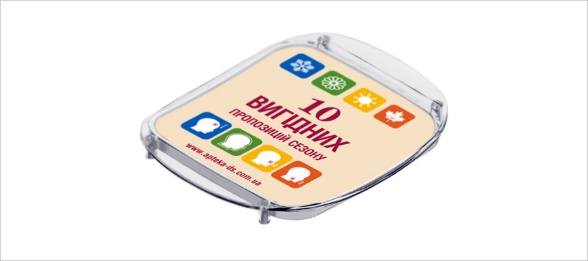 10
ВИГІДНИХ
ПРОПОЗИЦІЙ СЕЗОНУ
www.apteka-ds.com.ua